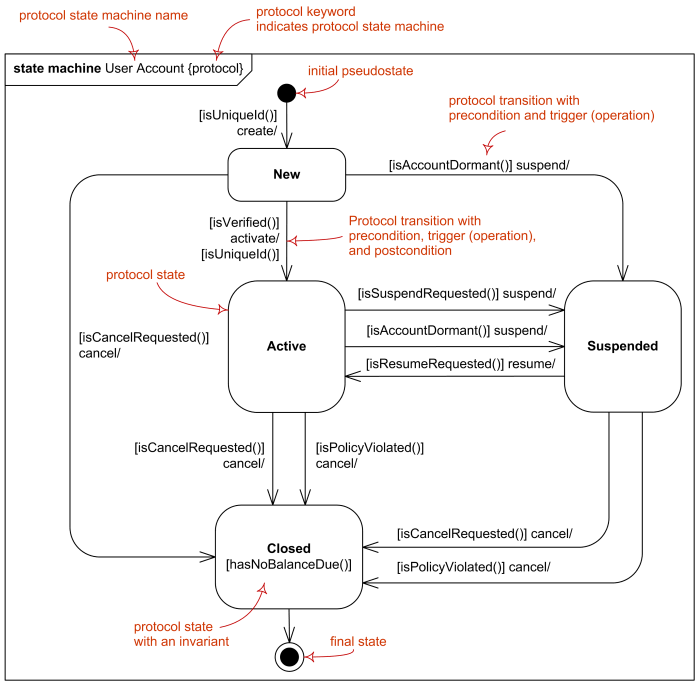 protocol state machine name
protocol keyword
indicates protocol state machine
state machine User Account {protocol}
initial pseudostate
[isUniqueId()]
create/
protocol transition with
precondition and trigger (operation)
New
[isAccountDormant()] suspend/
[isVerified()]
activate/
[isUniqueId()]
Protocol transition with
precondition, trigger (operation),
and postcondition
protocol state
[isCancelRequested()]
cancel/
Active
[isSuspendRequested()] suspend/
[isAccountDormant()] suspend/
[isResumeRequested()] resume/
Suspended
[isCancelRequested()]
cancel/
[isPolicyViolated()]
cancel/
Closed
[hasNoBalanceDue()]
[isCancelRequested()] cancel/
[isPolicyViolated()] cancel/
protocol state
with an invariant
final state